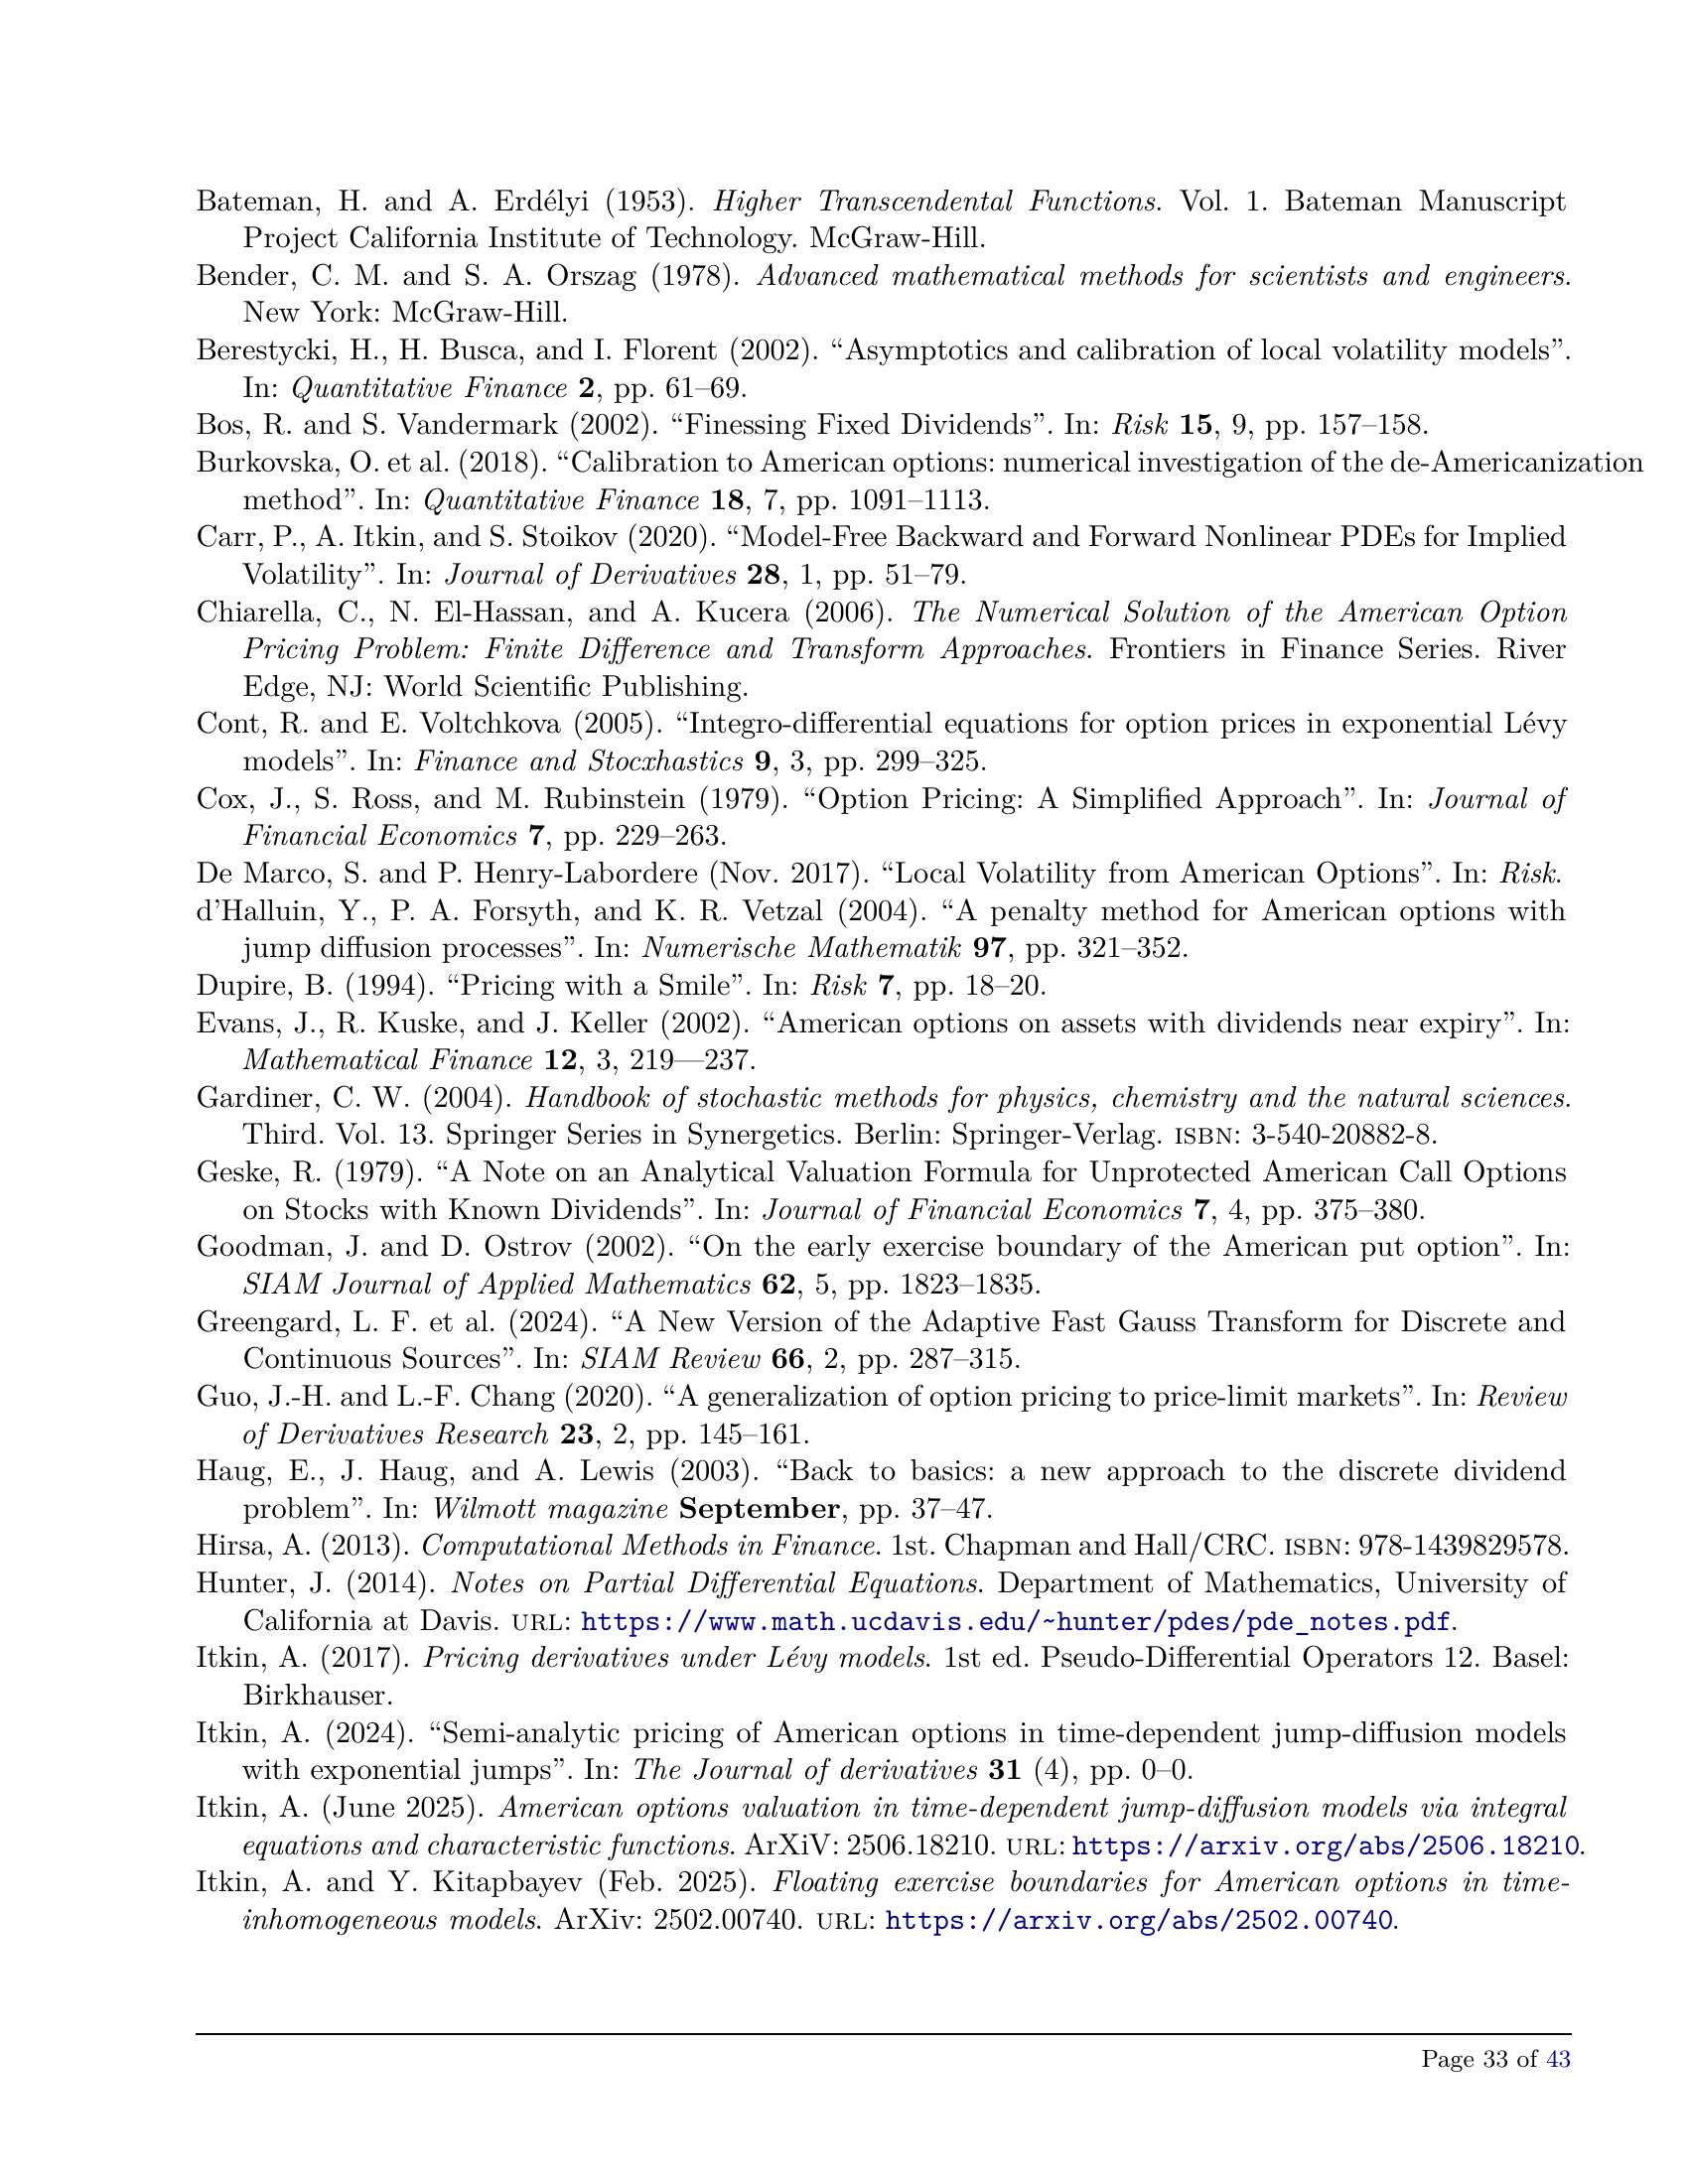 Bateman, H. and A. Erdélyi (1953). Higher Transcendental Functions. Vol. 1. Bateman Manuscript
Project California Institute of Technology. McGraw-Hill.
Bender, C. M. and S. A. Orszag (1978). Advanced mathematical methods for scientists and engineers.
New York: McGraw-Hill.
Berestycki, H., H. Busca, and I. Florent (2002). “Asymptotics and calibration of local volatility models”.
In: Quantitative Finance 2, pp. 61–69.
Bos, R. and S. Vandermark (2002). “Finessing Fixed Dividends”. In: Risk 15, 9, pp. 157–158.
Burkovska, O. et al. (2018). “Calibration to American options: numerical investigation of the de-Americanization
method”. In: Quantitative Finance 18, 7, pp. 1091–1113.
Carr, P., A. Itkin, and S. Stoikov (2020). “Model-Free Backward and Forward Nonlinear PDEs for Implied
Volatility”. In: Journal of Derivatives 28, 1, pp. 51–79.
Chiarella, C., N. El-Hassan, and A. Kucera (2006). The Numerical Solution of the American Option
Pricing Problem: Finite Difference and Transform Approaches. Frontiers in Finance Series. River
Edge, NJ: World Scientific Publishing.
Cont, R. and E. Voltchkova (2005). “Integro-differential equations for option prices in exponential Lévy
models”. In: Finance and Stocxhastics 9, 3, pp. 299–325.
Cox, J., S. Ross, and M. Rubinstein (1979). “Option Pricing: A Simplified Approach”. In: Journal of
Financial Economics 7, pp. 229–263.
De Marco, S. and P. Henry-Labordere (Nov. 2017). “Local Volatility from American Options”. In: Risk.
d’Halluin, Y., P. A. Forsyth, and K. R. Vetzal (2004). “A penalty method for American options with
jump diffusion processes”. In: Numerische Mathematik 97, pp. 321–352.
Dupire, B. (1994). “Pricing with a Smile”. In: Risk 7, pp. 18–20.
Evans, J., R. Kuske, and J. Keller (2002). “American options on assets with dividends near expiry”. In:
Mathematical Finance 12, 3, 219—237.
Gardiner, C. W. (2004). Handbook of stochastic methods for physics, chemistry and the natural sciences.
Third. Vol. 13. Springer Series in Synergetics. Berlin: Springer-Verlag. ISBN: 3-540-20882-8.
Geske, R. (1979). “A Note on an Analytical Valuation Formula for Unprotected American Call Options
on Stocks with Known Dividends”. In: Journal of Financial Economics 7, 4, pp. 375–380.
Goodman, J. and D. Ostrov (2002). “On the early exercise boundary of the American put option”. In:
SIAM Journal of Applied Mathematics 62, 5, pp. 1823–1835.
Greengard, L. F. et al. (2024). “A New Version of the Adaptive Fast Gauss Transform for Discrete and
Continuous Sources”. In: SIAM Review 66, 2, pp. 287–315.
Guo, J.-H. and L.-F. Chang (2020). “A generalization of option pricing to price-limit markets”. In: Review
of Derivatives Research 23, 2, pp. 145–161.
Haug, E., J. Haug, and A. Lewis (2003). “Back to basics: a new approach to the discrete dividend
problem”. In: Wilmott magazine September, pp. 37–47.
Hirsa, A. (2013). Computational Methods in Finance. 1st. Chapman and Hall/CRC. ISBN: 978-1439829578.
Hunter, J. (2014). Notes on Partial Differential Equations. Department of Mathematics, University of
California at Davis. URL: https://www.math.ucdavis.edu/~hunter/pdes/pde_notes.pdf.
Itkin, A. (2017). Pricing derivatives under Lévy models. 1st ed. Pseudo-Differential Operators 12. Basel:
Birkhauser.
Itkin, A. (2024). “Semi-analytic pricing of American options in time-dependent jump-diffusion models
with exponential jumps”. In: The Journal of derivatives 31 (4), pp. 0–0.
Itkin, A. (June 2025). American options valuation in time-dependent jump-diffusion models via integral
equations and characteristic functions. ArXiV: 2506.18210. URL: https://arxiv.org/abs/2506.18210.
Itkin, A. and Y. Kitapbayev (Feb. 2025). Floating exercise boundaries for American options in time-
inhomogeneous models. ArXiv: 2502.00740. URL: https://arxiv.org/abs/2502.00740.
Page 33 of 43